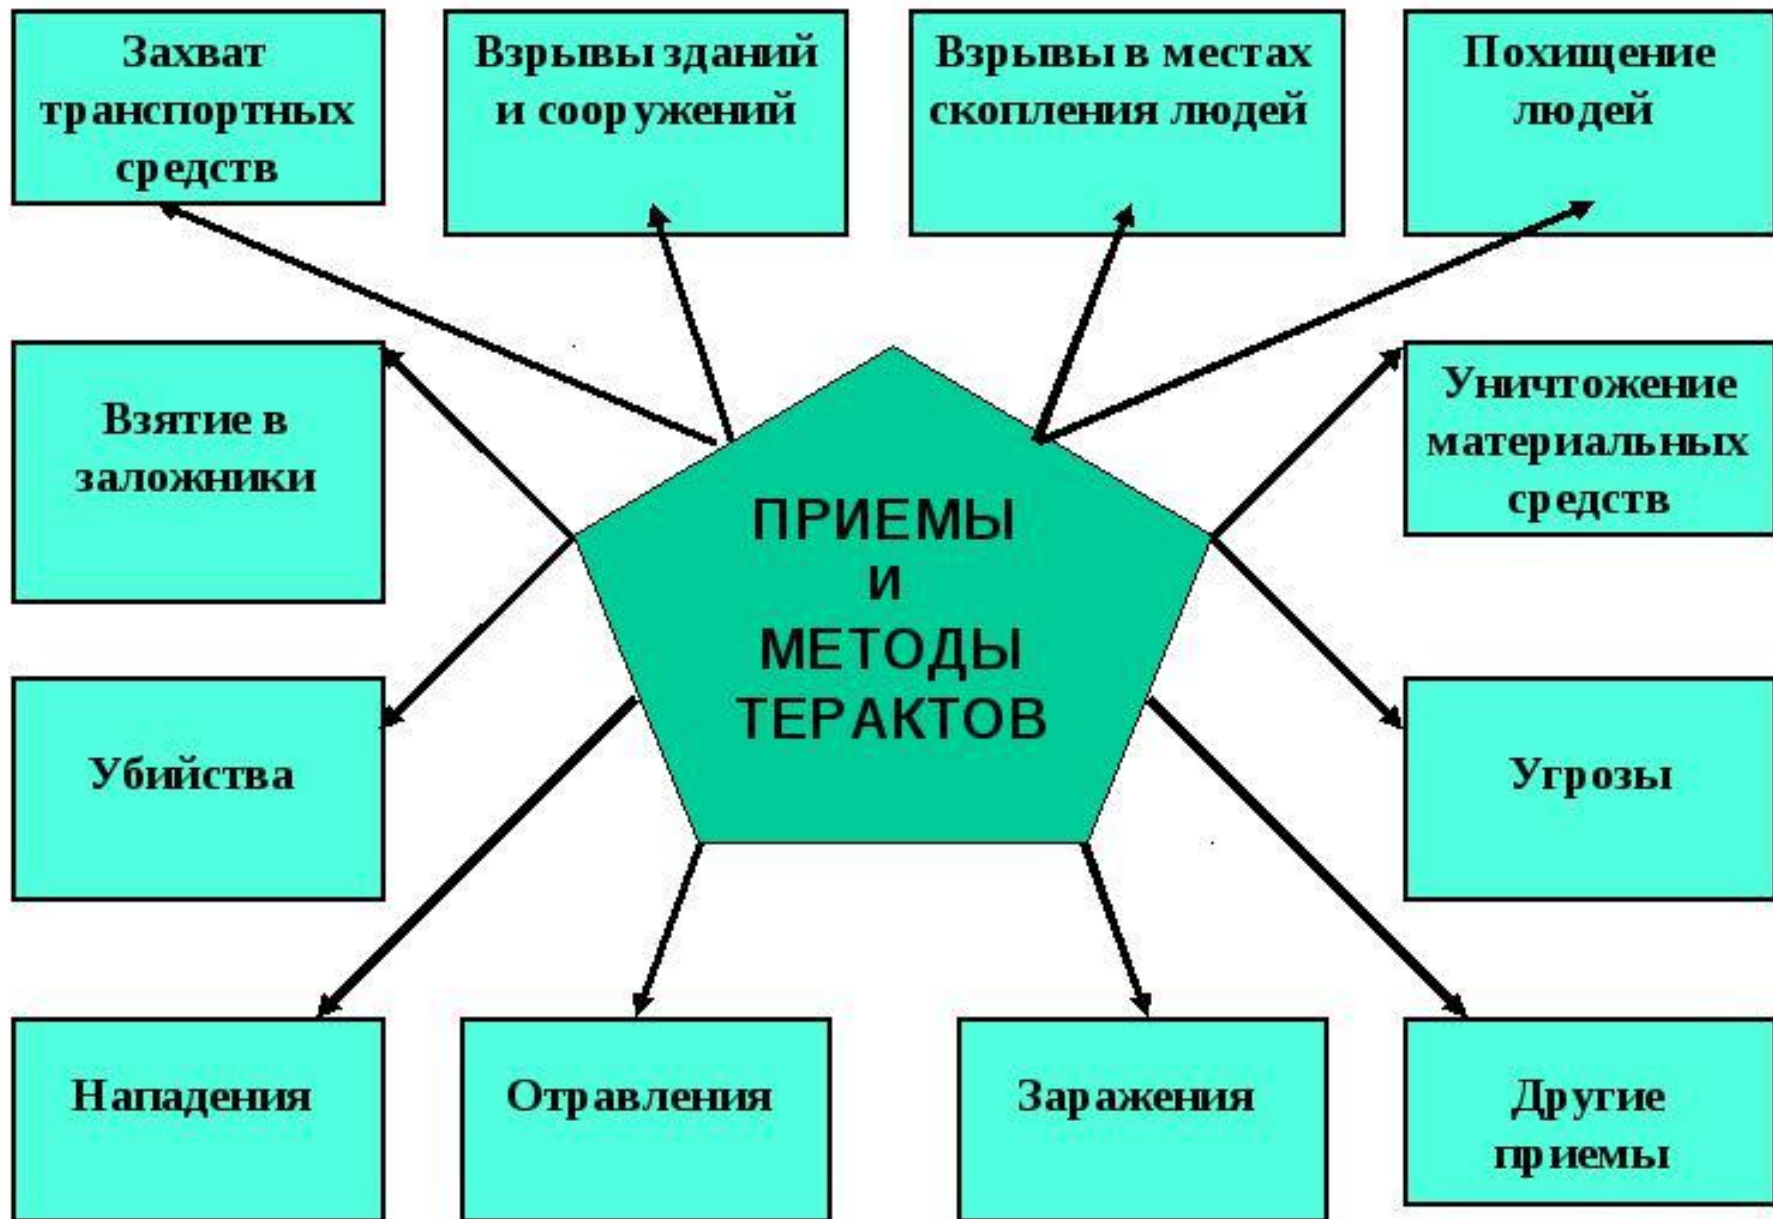 Захват
транспортных
средств
Взрывы зданий
и сооружений
Взрывы в местах
скопления людей
Похищение
людей
Взятие в
заложники
Уничтожение
материальных
средств
ПРИЕМЫ
И
МЕТОДЫ
ТЕРАКТОВ
Убийства
Угрозы
Нападения
Отравления
Заражения
Другие
приемы